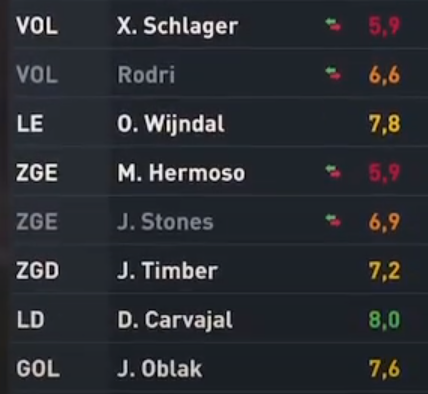 VOL X. Schlager 5,9
VOL Rodri 6,6
LE O. Wijndal 7,8
ZGE M. Hermoso 5,9
ZGE J. Stones 6,9
ZGD J. Timber 7,2
LD D. Carvajal 8,0
GOL J. Oblak 7,6